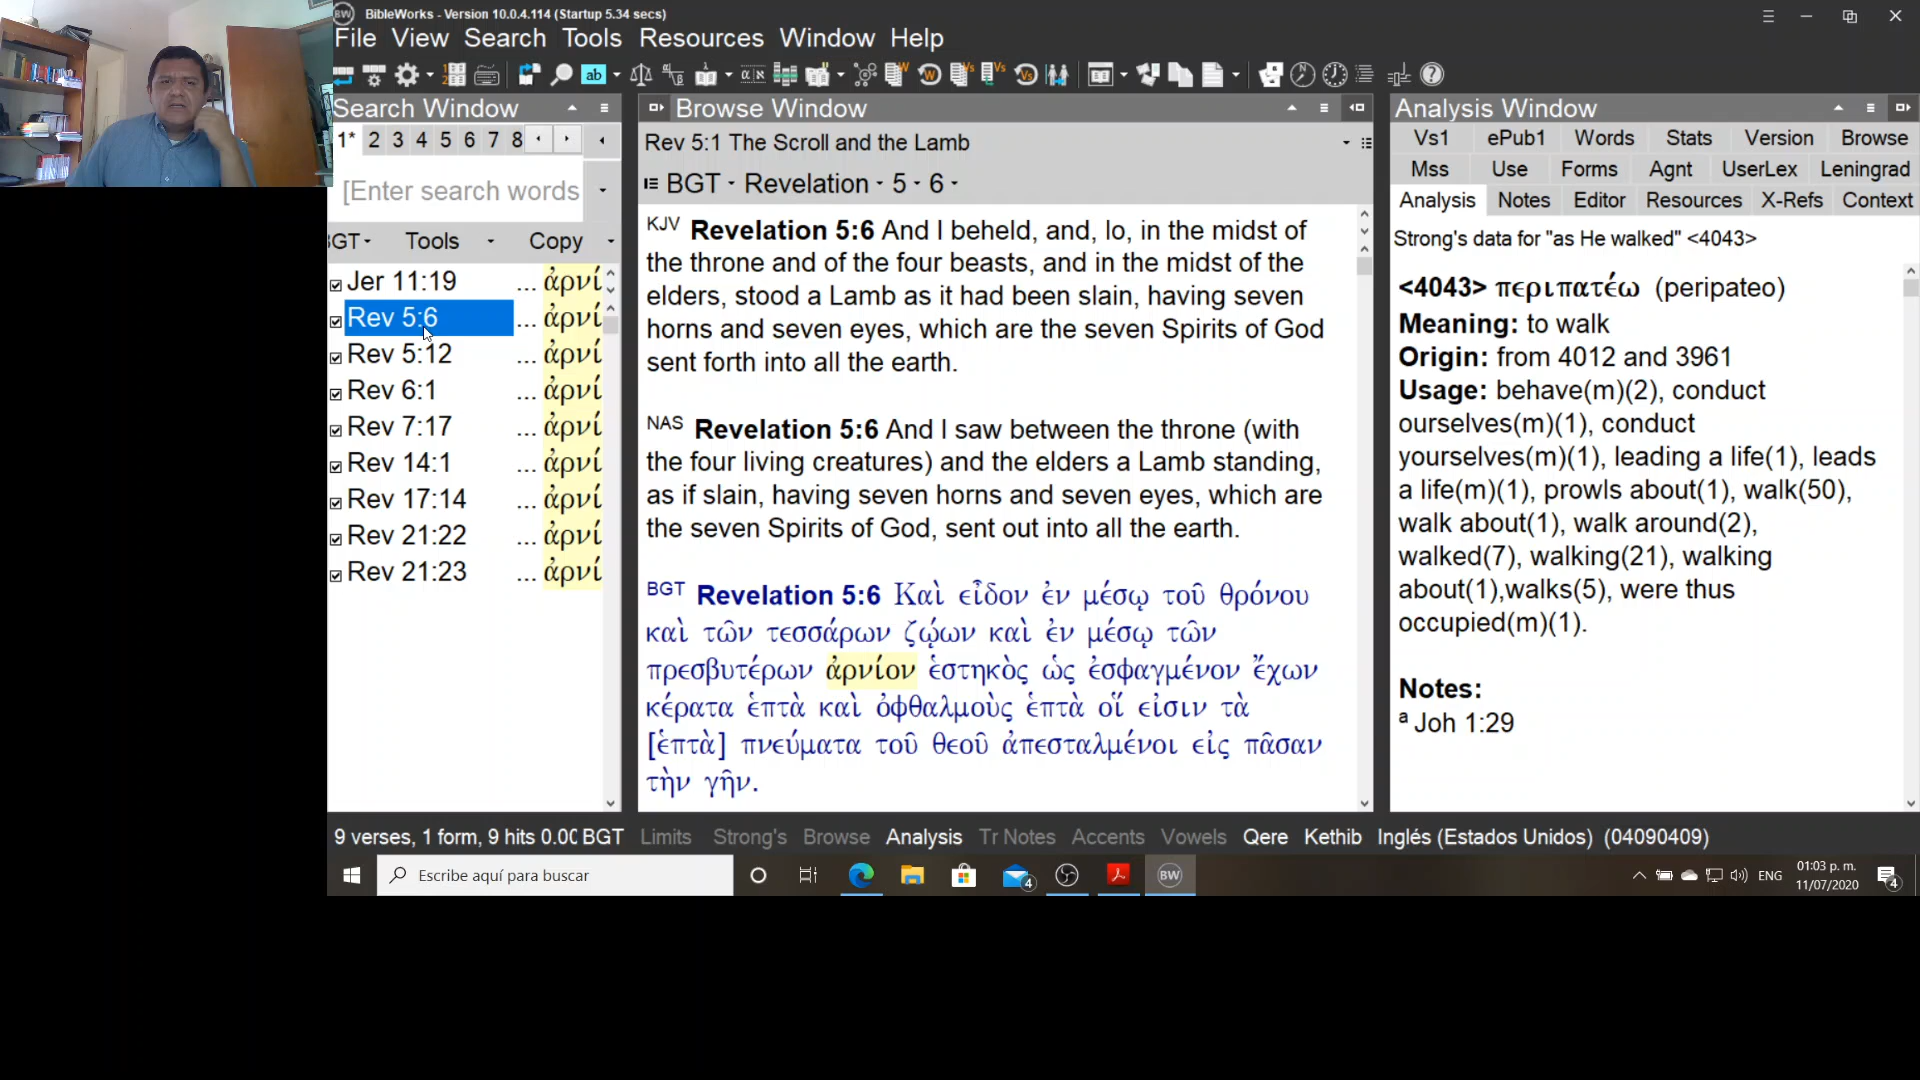 BibleWorks - Version 10.0.4.114 (Startup 5.34 secs)
File View Search Tools Resources Window Help
Search Window
1* 2 3 4 5 6 7 8
[Enter search words
Tools Copy
Jer 11:19 ... ἀρνί
Rev 5:6 ... ἀρνί
Rev 5:12 ... ἀρνί
Rev 6:1 ... ἀρνί
Rev 7:17 ... ἀρνί
Rev 14:1 ... ἀρνί
Rev 17:14 ... ἀρνί
Rev 21:22 ... ἀρνί
Rev 21:23 ... ἀρνί
Browse Window
Rev 5:1 The Scroll and the Lamb
BGT Revelation 5 6
KJV Revelation 5:6 And I beheld, and, lo, in the midst of
the throne and of the four beasts, and in the midst of the
elders, stood a Lamb as it had been slain, having seven
horns and seven eyes, which are the seven Spirits of God
sent forth into all the earth.
NAS Revelation 5:6 And I saw between the throne (with
the four living creatures) and the elders a Lamb standing,
as if slain, having seven horns and seven eyes, which are
the seven Spirits of God, sent out into all the earth.
BGT Revelation 5:6 Καὶ εἶδον ἐν μέσῳ τοῦ θρόνου
καὶ τῶν τεσσάρων ζῴων καὶ ἐν μέσῳ τῶν
πρεσβυτέρων ἀρνίον ἑστηκὸς ὡς ἐσφαγμένον ἔχων
κέρατα ἑπτὰ καὶ ὀφθαλμοὺς ἑπτὰ οἵ εἰσιν τὰ
[ἑπτὰ] πνεύματα τοῦ θεοῦ ἀπεσταλμένοι εἰς πᾶσαν
τὴν γῆν.
Analysis Window
Vs1 ePub1 Words Stats Version Browse
Mss Use Forms Agnt UserLex Leningrad
Analysis Notes Editor Resources X-Refs Context
Strong's data for "as He walked" <4043>
<4043> περιπατέω (peripateo)
Meaning: to walk
Origin: from 4012 and 3961
Usage: behave(m)(2), conduct
ourselves(m)(1), conduct
yourselves(m)(1), leading a life(1), leads
a life(m)(1), prowls about(1), walk(50),
walk about(1), walk around(2),
walked(7), walking(21), walking
about(1),walks(5), were thus
occupied(m)(1).
Notes:
a Joh 1:29
9 verses, 1 form, 9 hits 0.00 BGT Limits Strong's Browse Analysis Tr Notes Accents Vowels Qere Kethib Inglés (Estados Unidos) (04090409)
Escribe aquí para buscar
ENG
01:03 p. m.
11/07/2020